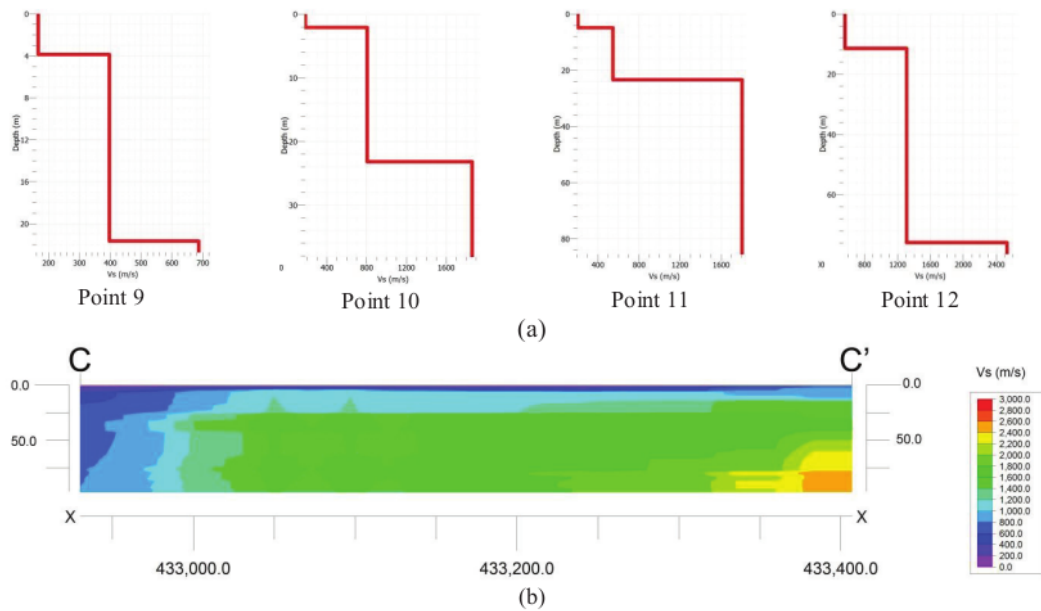 0
4
8
12
16
20
Depth (m)
200 300 400 500 600 700
Vs (m/s)
Point 9
0
10
20
30
Depth (m)
0 400 800 1200 1600
Vs (m/s)
Point 10
0
20
40
60
80
Depth (m)
400 800 1200 1600
Vs (m/s)
Point 11
0
20
40
60
Depth (m)
00 800 1200 1600 2000 2400
Vs (m/s)
Point 12
(a)
C C'
0.0
50.0
0.0
50.0
X X
433,000.0 433,200.0 433,400.0
Vs (m/s)
3,000.0
2,800.0
2,600.0
2,400.0
2,200.0
2,000.0
1,800.0
1,600.0
1,400.0
1,200.0
1,000.0
800.0
600.0
400.0
200.0
0.0
(b)